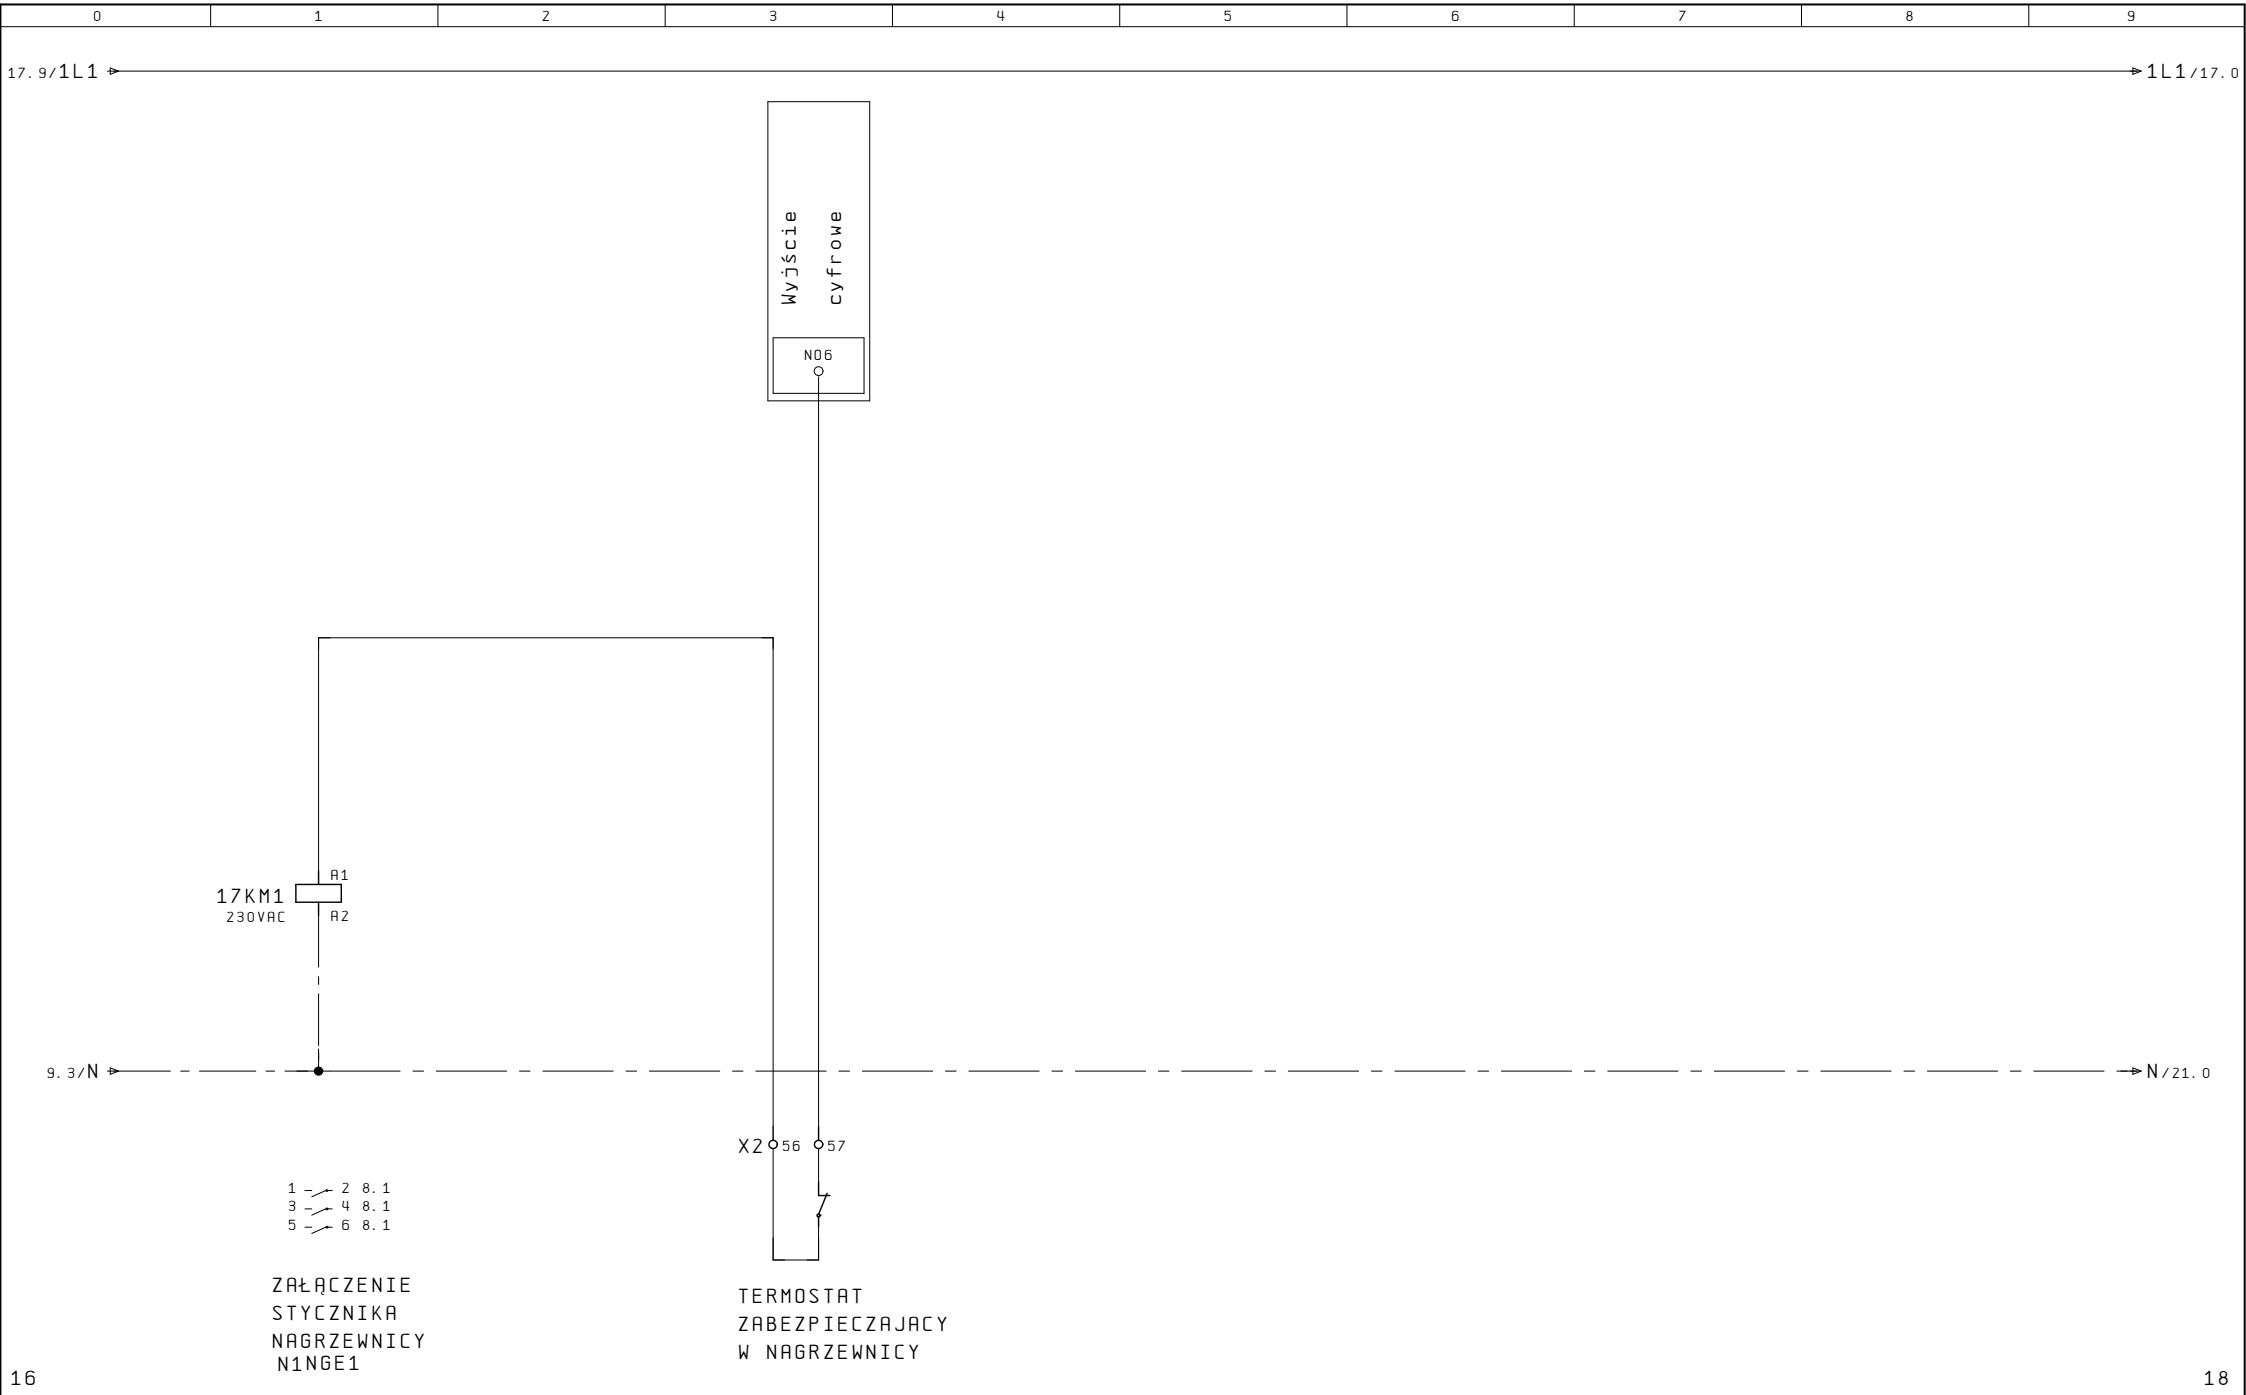 0 1 2 3 4 5 6 7 8 9
17.9/1L1
1L1/17.0
Wyjście
cyfrowe
NO6
A1
17KM1
230VAC
A2
9.3/N
N/21.0
X2 56 57
1 2 8.1
3 4 8.1
5 6 8.1
ZAŁĄCZENIE
STYCZNIKA
NAGRZEWNICY
N1NGE1
TERMOSTAT
ZABEZPIECZAJACY
W NAGRZEWNICY
16
18